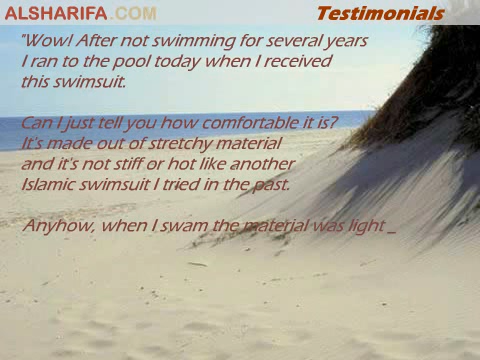 ALSHARIFA.COM Testimonials
"Wow! After not swimming for several years
I ran to the pool today when I received
this swimsuit.
Can I just tell you how comfortable it is?
It's made out of stretchy material
and it's not stiff or hot like another
Islamic swimsuit I tried in the past.
Anyhow, when I swam the material was light _